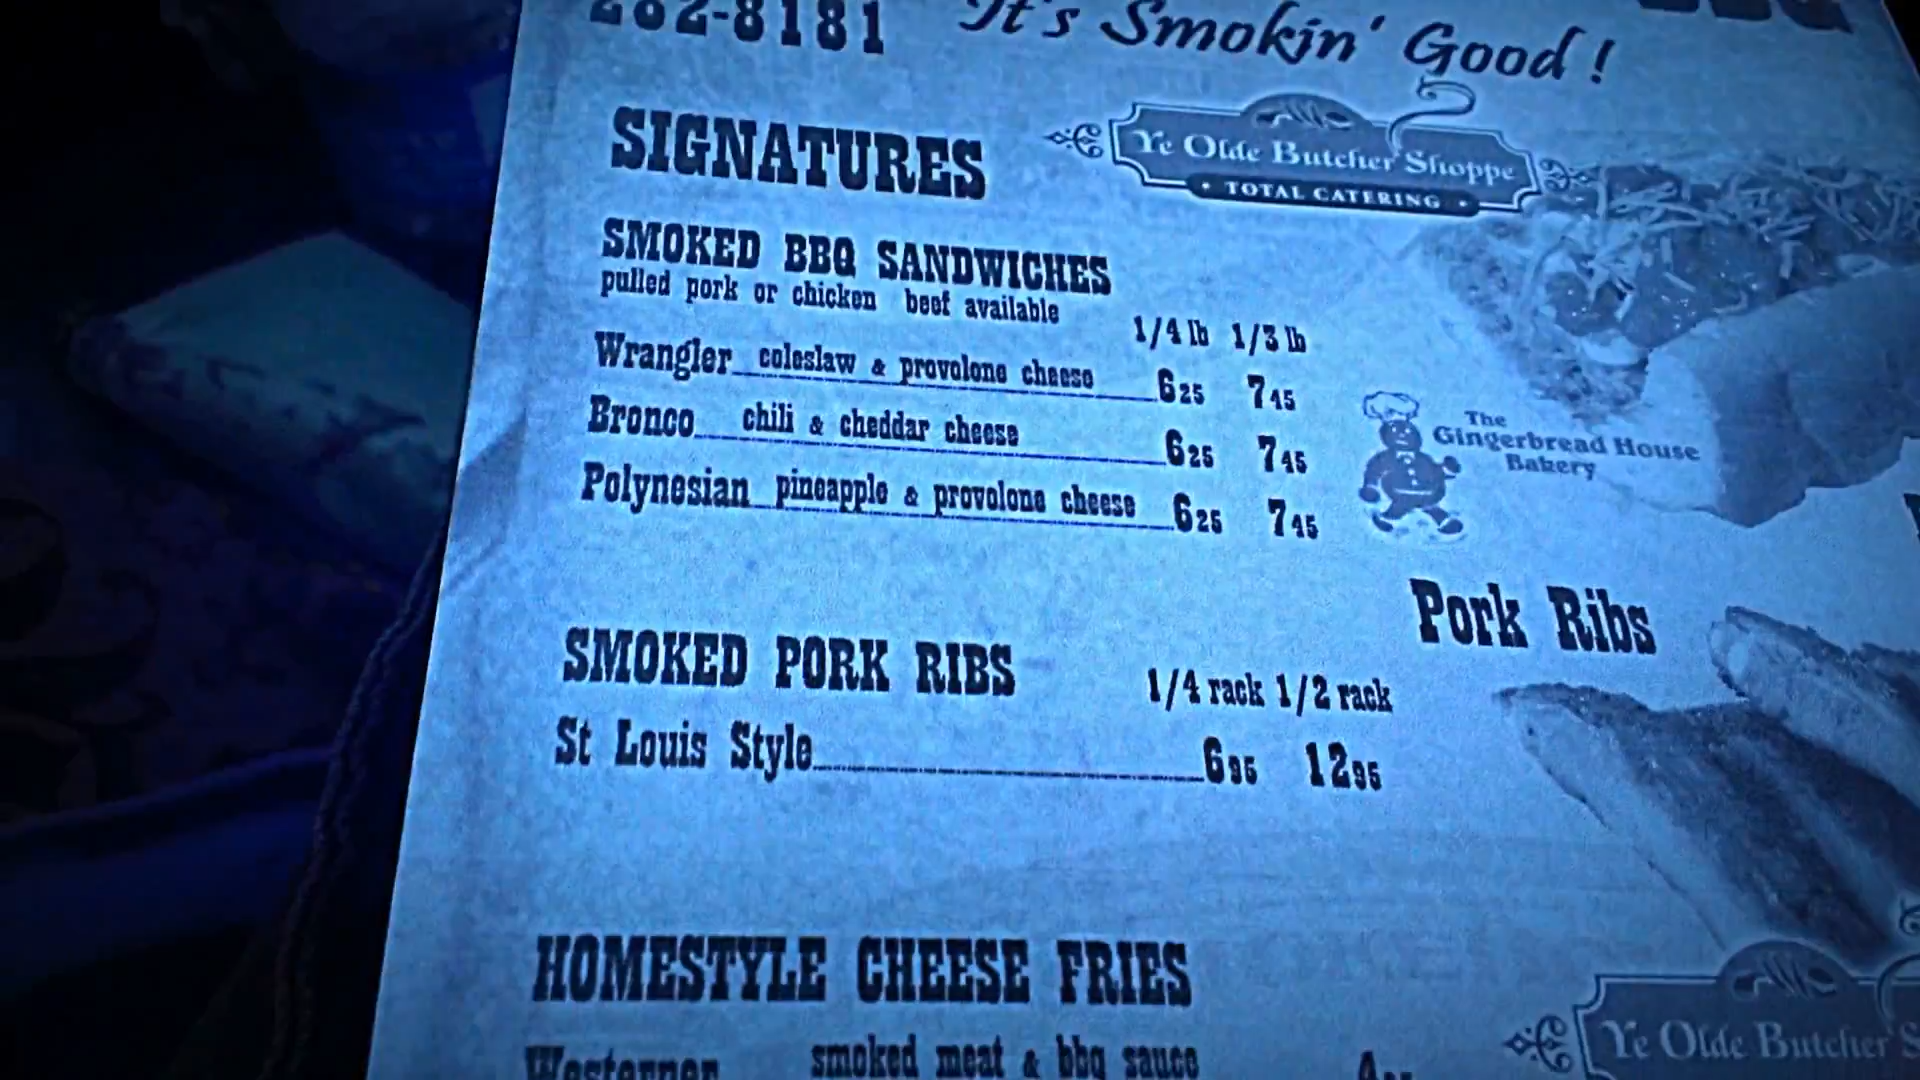 282-8181
It's Smokin' Good!
Ye Olde Butcher Shoppe
• TOTAL CATERING •
SIGNATURES
SMOKED BBQ SANDWICHES
pulled pork or chicken beef available
1/4 lb 1/3 lb
Wrangler coleslaw & provolone cheese 625 745
Bronco chili & cheddar cheese 625 745
Polynesian pineapple & provolone cheese 625 745
The
Gingerbread House
Bakery
Pork Ribs
SMOKED PORK RIBS
1/4 rack 1/2 rack
St Louis Style 695 1295
HOMESTYLE CHEESE FRIES
Westerner smoked meat & bbq sauce
Ye Olde Butcher